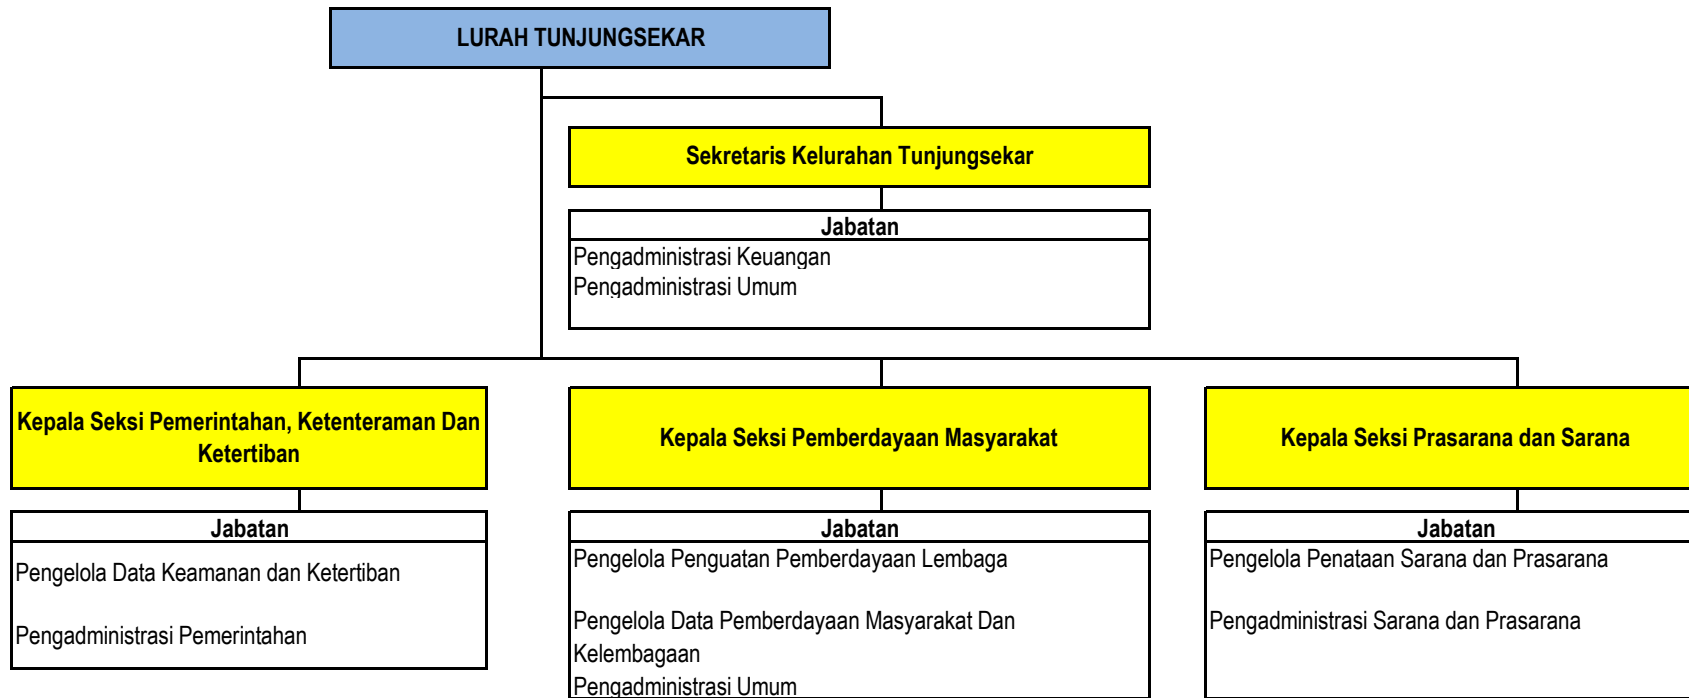 LURAH TUNJUNGSEKAR
Sekretaris Kelurahan Tunjungsekar
Jabatan
Pengadministrasi Keuangan
Pengadministrasi Umum
Kepala Seksi Pemerintahan, Ketenteraman Dan
Ketertiban
Jabatan
Pengelola Data Keamanan dan Ketertiban
Pengadministrasi Pemerintahan
Kepala Seksi Pemberdayaan Masyarakat
Jabatan
Pengelola Penguatan Pemberdayaan Lembaga
Pengelola Data Pemberdayaan Masyarakat Dan
Kelembagaan
Pengadministrasi Umum
Kepala Seksi Prasarana dan Sarana
Jabatan
Pengelola Penataan Sarana dan Prasarana
Pengadministrasi Sarana dan Prasarana